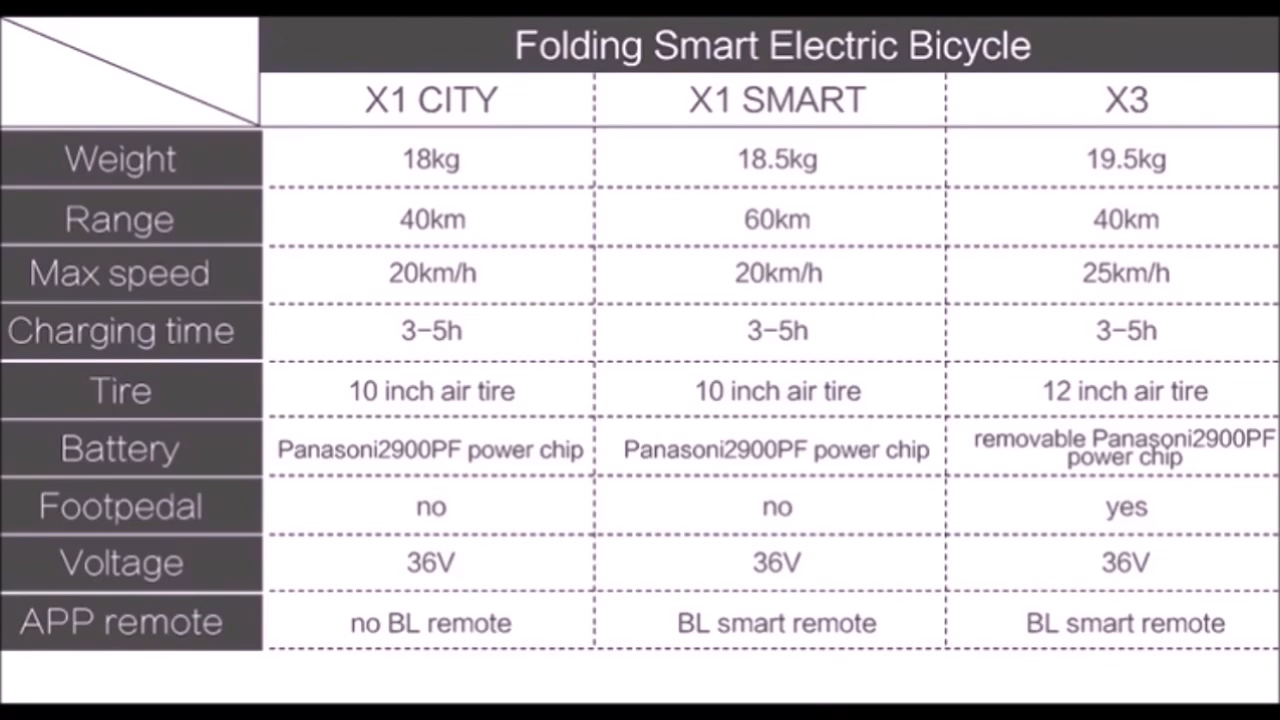 Folding Smart Electric Bicycle
X1 CITY X1 SMART X3
Weight 18kg 18.5kg 19.5kg
Range 40km 60km 40km
Max speed 20km/h 20km/h 25km/h
Charging time 3-5h 3-5h 3-5h
Tire 10 inch air tire 10 inch air tire 12 inch air tire
Battery Panasoni2900PF power chip Panasoni2900PF power chip removable Panasoni2900PF
power chip
Footpedal no no yes
Voltage 36V 36V 36V
APP remote no BL remote BL smart remote BL smart remote